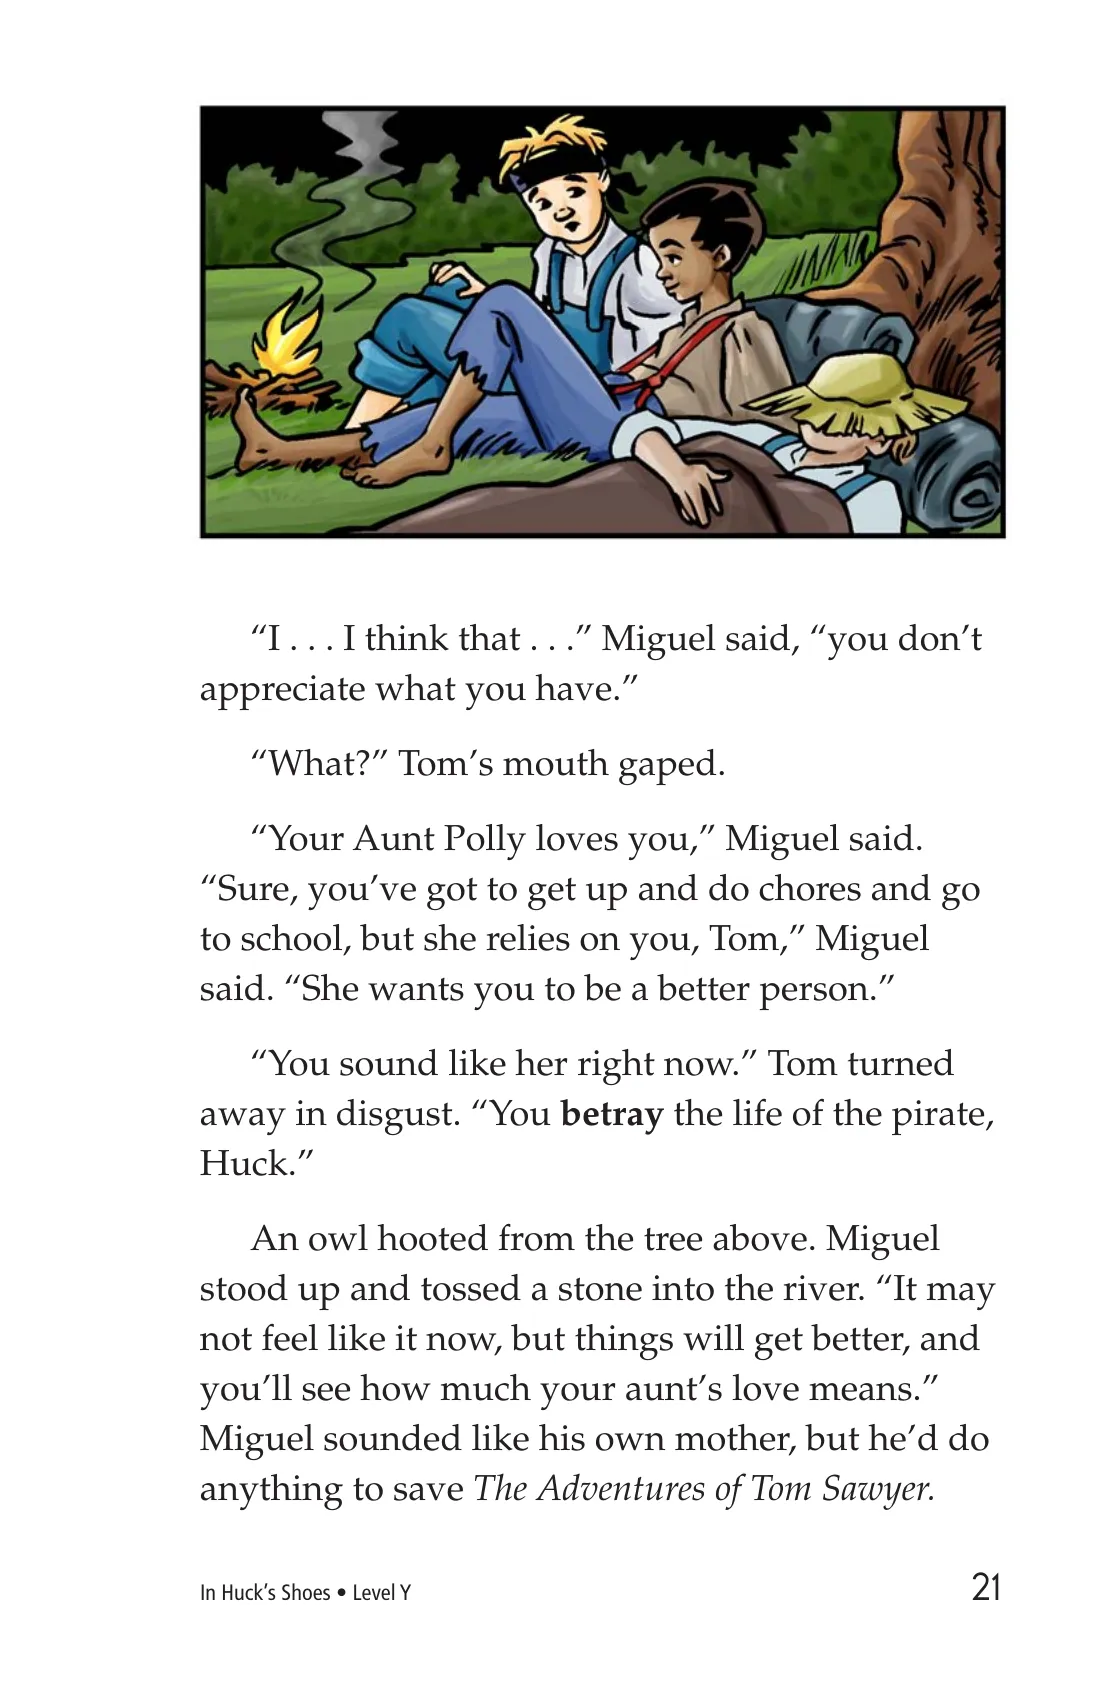 “I . . . I think that . . .” Miguel said, “you don’t
appreciate what you have.”
“What?” Tom’s mouth gaped.
“Your Aunt Polly loves you,” Miguel said.
“Sure, you’ve got to get up and do chores and go
to school, but she relies on you, Tom,” Miguel
said. “She wants you to be a better person.”
“You sound like her right now.” Tom turned
away in disgust. “You betray the life of the pirate,
Huck.”
An owl hooted from the tree above. Miguel
stood up and tossed a stone into the river. “It may
not feel like it now, but things will get better, and
you’ll see how much your aunt’s love means.”
Miguel sounded like his own mother, but he’d do
anything to save The Adventures of Tom Sawyer.
In Huck’s Shoes • Level Y
21